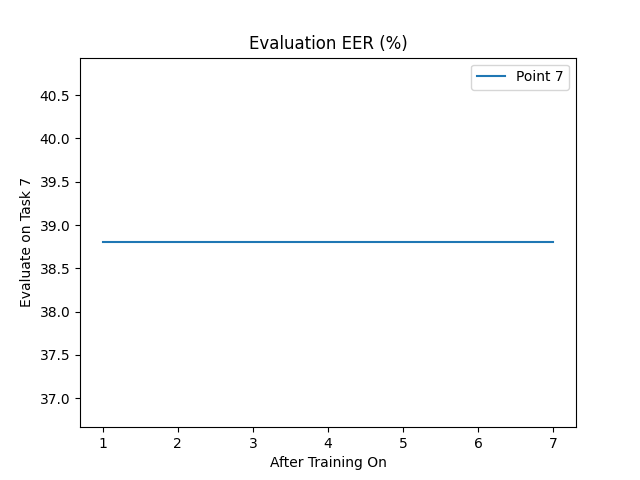 Evaluation EER (%)
Point 7
40.5
40.0
39.5
39.0
38.5
38.0
37.5
37.0
Evaluate on Task 7
1 2 3 4 5 6 7
After Training On